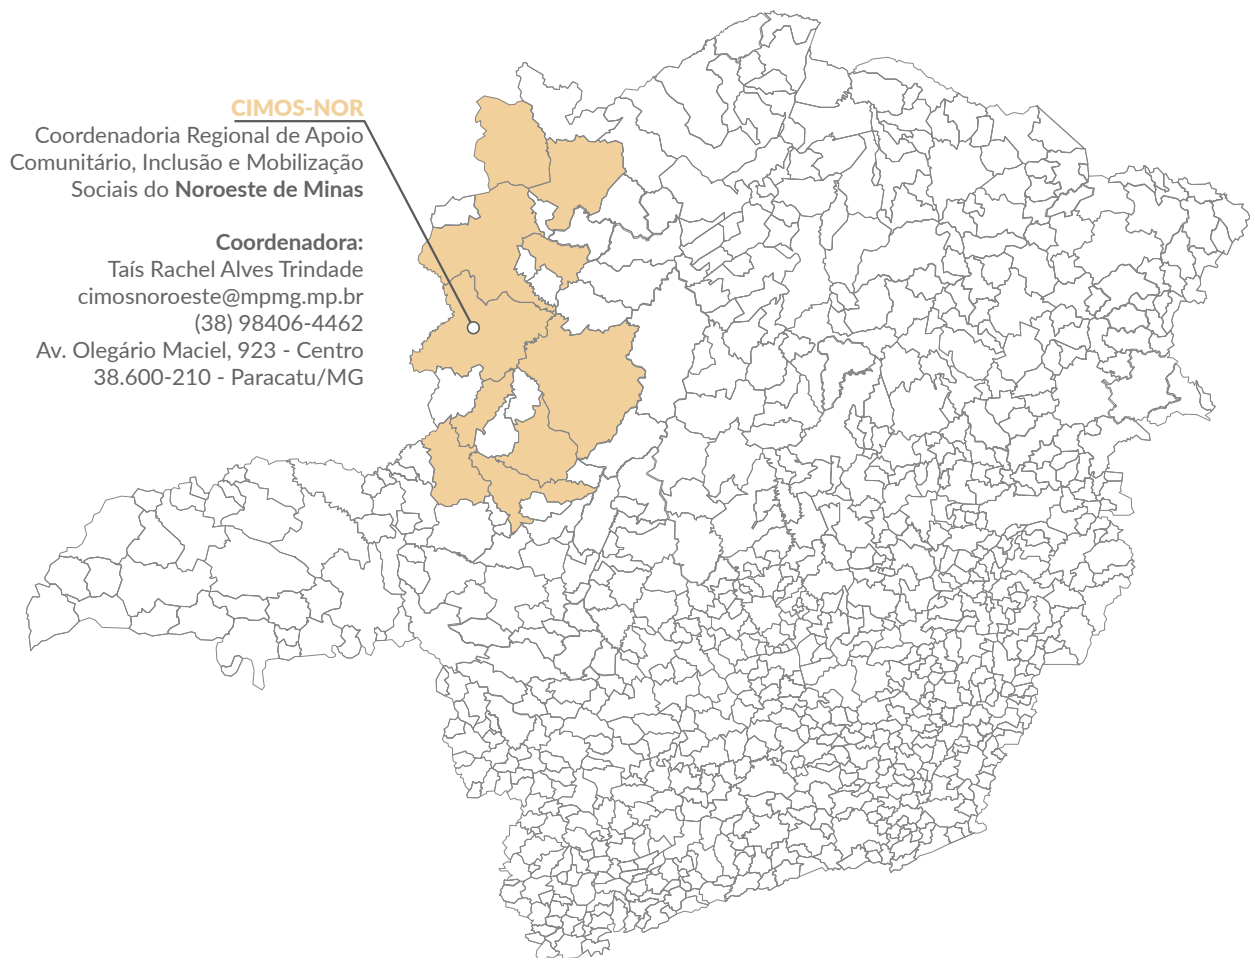 CIMOS-NOR
Coordenadoria Regional de Apoio
Comunitário, Inclusão e Mobilização
Sociais do Noroeste de Minas
Coordenadora:
Taís Rachel Alves Trindade
cimosnoroeste@mpmg.mp.br
(38) 98406-4462
Av. Olegário Maciel, 923 - Centro
38.600-210 - Paracatu/MG